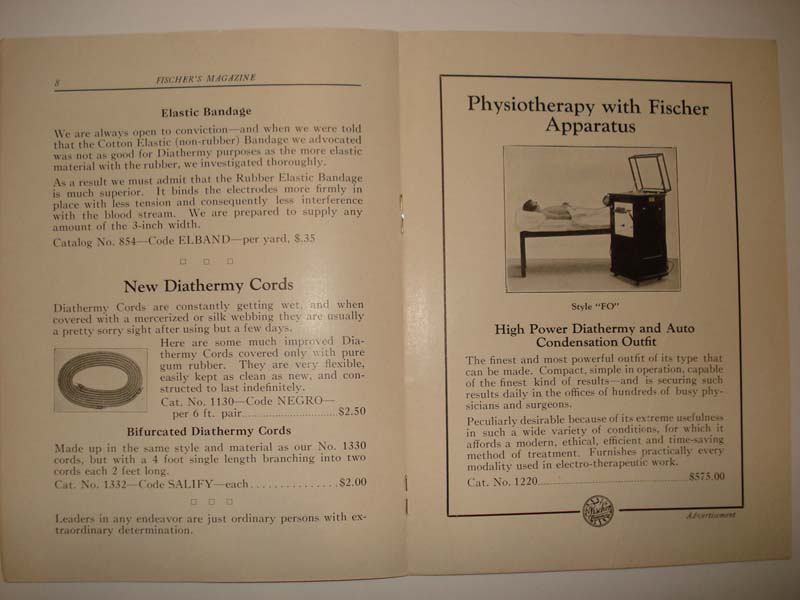 8
FISCHER'S MAGAZINE
Elastic Bandage
We are always open to conviction—and when we were told
that the Cotton Elastic (non-rubber) Bandage we advocated
was not as good for Diathermy purposes as the more elastic
material with the rubber, we investigated thoroughly.
As a result we must admit that the Rubber Elastic Bandage
is much superior. It binds the electrodes more firmly in
place with less tension and consequently less interference
with the blood stream. We are prepared to supply any
amount of the 3-inch width.
Catalog No. 854—Code ELBAND—per yard, $.35
New Diathermy Cords
Diathermy Cords are constantly getting wet, and when
covered with a mercerized or silk webbing they are usually
a pretty sorry sight after using but a few days.
Here are some much improved Dia-
thermy Cords covered only with pure
gum rubber. They are very flexible,
easily kept as clean as new, and con-
structed to last indefinitely.
Cat. No. 1130—Code NEGRO—
per 6 ft. pair..............................$2.50
Bifurcated Diathermy Cords
Made up in the same style and material as our No. 1330
cords, but with a 4 foot single length branching into two
cords each 2 feet long.
Cat. No. 1332—Code SALIFY—each...............$2.00
Leaders in any endeavor are just ordinary persons with ex-
traordinary determination.
Physiotherapy with Fischer
Apparatus
Style "FO"
High Power Diathermy and Auto
Condensation Outfit
The finest and most powerful outfit of its type that
can be made. Compact, simple in operation, capable
of the finest kind of results—and is securing such
results daily in the offices of hundreds of busy phy-
sicians and surgeons.
Peculiarly desirable because of its extreme usefulness
in such a wide variety of conditions, for which it
affords a modern, ethical, efficient and time-saving
method of treatment. Furnishes practically every
modality used in electro-therapeutic work.
Cat. No. 1220..............................$575.00
Fischer
Advertisement